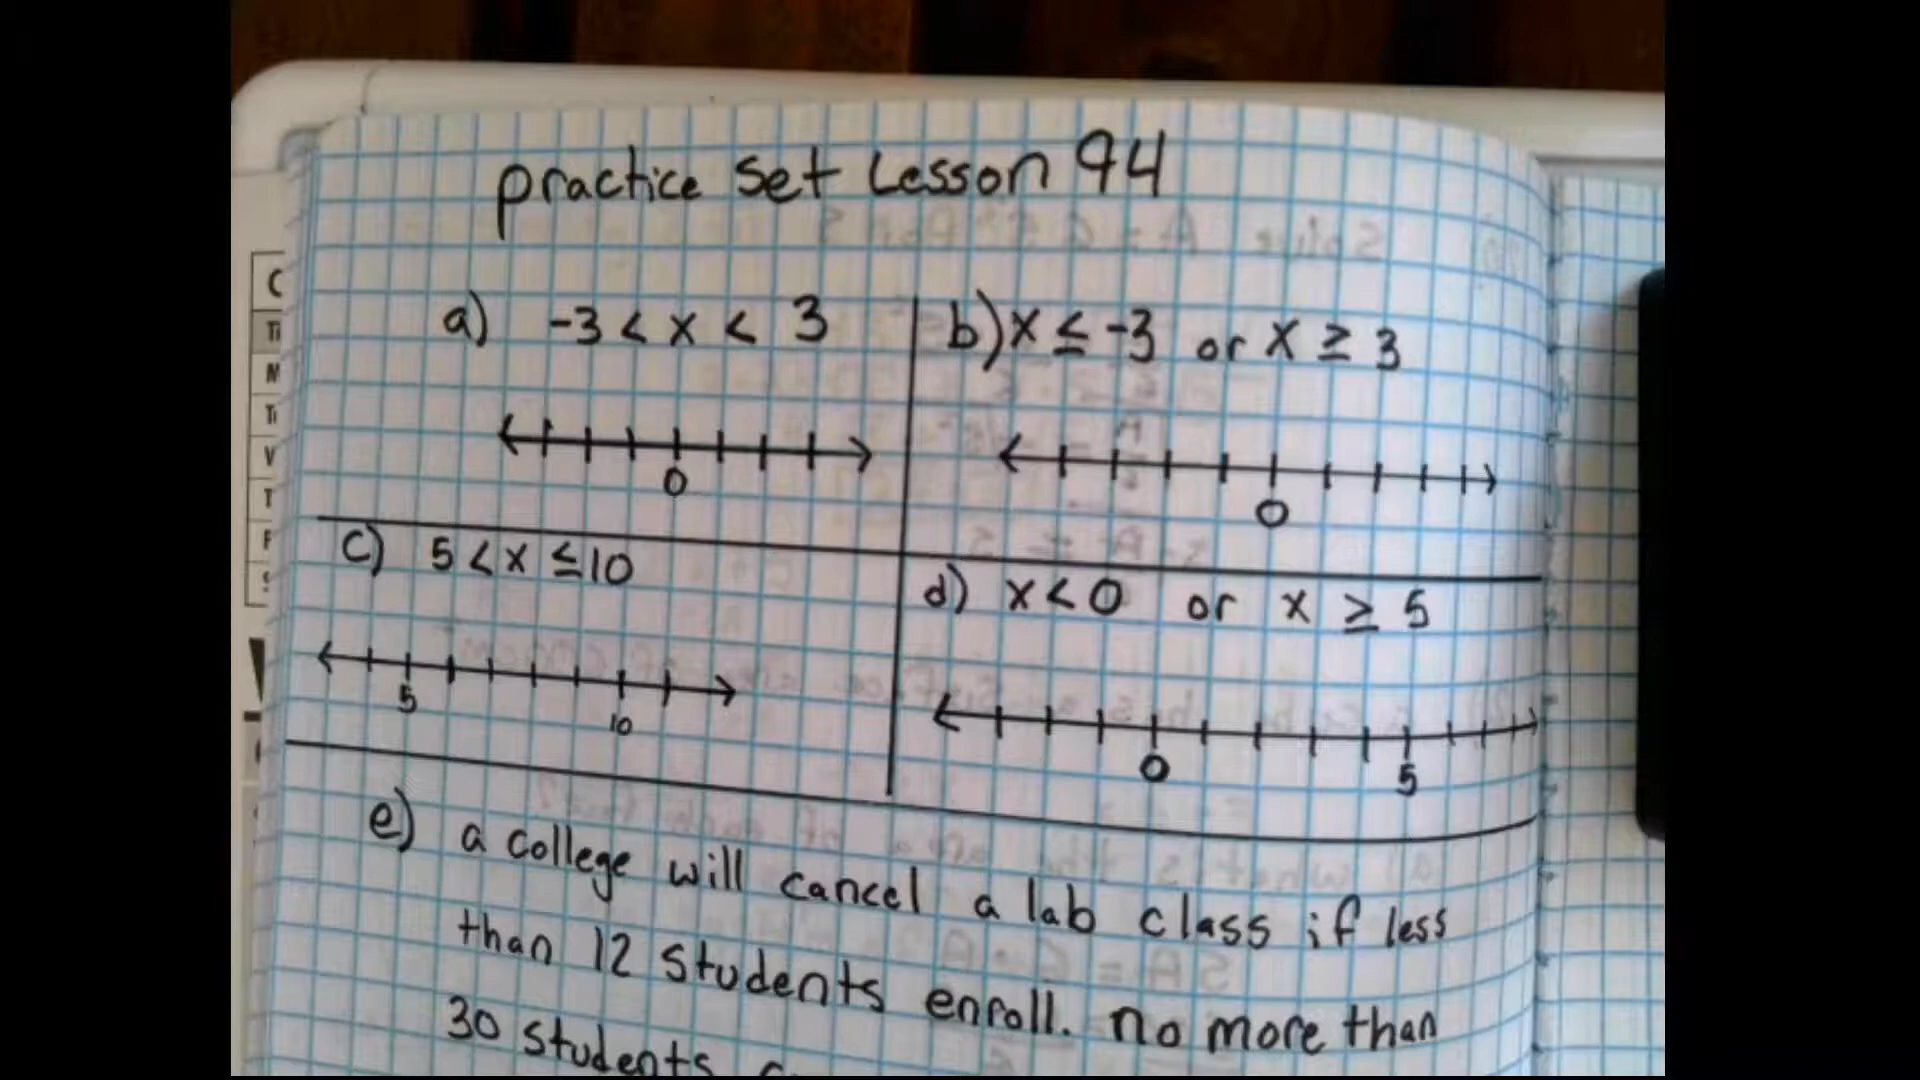 practice set Lesson 94
a) -3 < x < 3
b) x ≤ -3 or x ≥ 3
0
0
c) 5 < x ≤ 10
d) x < 0 or x ≥ 5
5 10
0 5
e) a college will cancel a lab class if less
than 12 students enroll. no more than
30 students